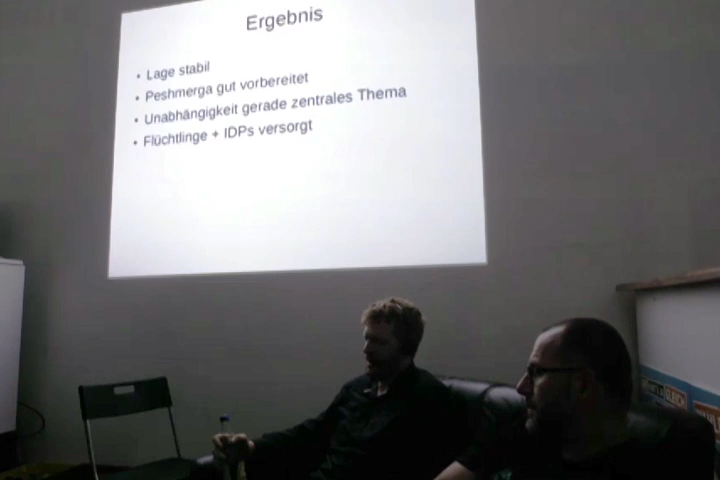 Ergebnis
• Lage stabil
• Peshmerga gut vorbereitet
• Unabhängigkeit gerade zentrales Thema
• Flüchtlinge + IDPs versorgt